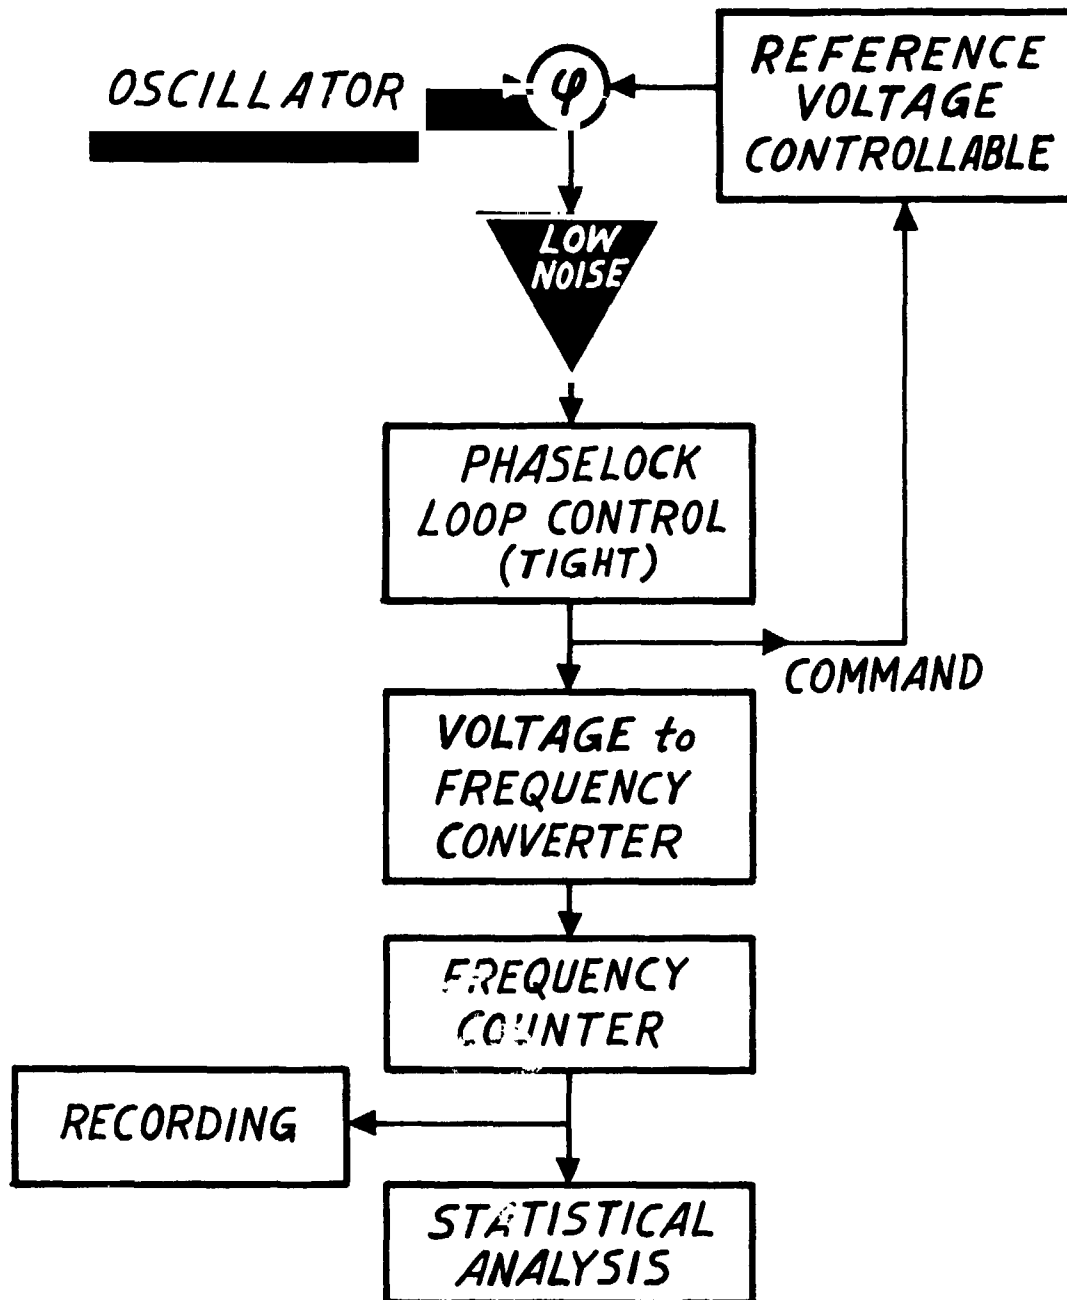 OSCILLATOR
φ
REFERENCE
VOLTAGE
CONTROLLABLE
LOW
NOISE
PHASELOCK
LOOP CONTROL
(TIGHT)
COMMAND
VOLTAGE to
FREQUENCY
CONVERTER
FREQUENCY
COUNTER
RECORDING
STATISTICAL
ANALYSIS